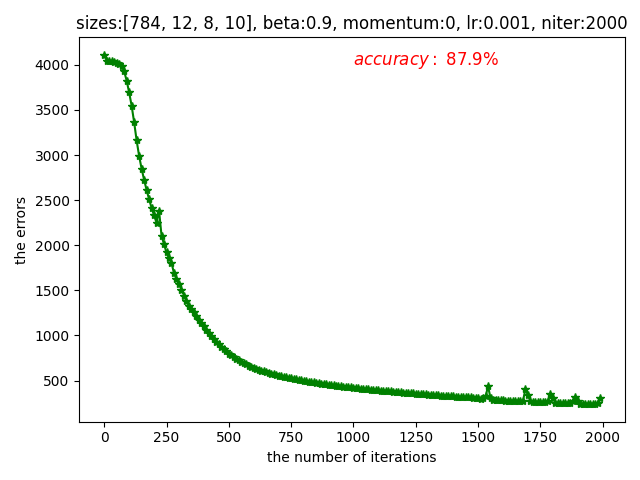 sizes:[784, 12, 8, 10], beta:0.9, momentum:0, lr:0.001, niter:2000
accuracy: 87.9%
the errors
4000
3500
3000
2500
2000
1500
1000
500
0 250 500 750 1000 1250 1500 1750 2000
the number of iterations